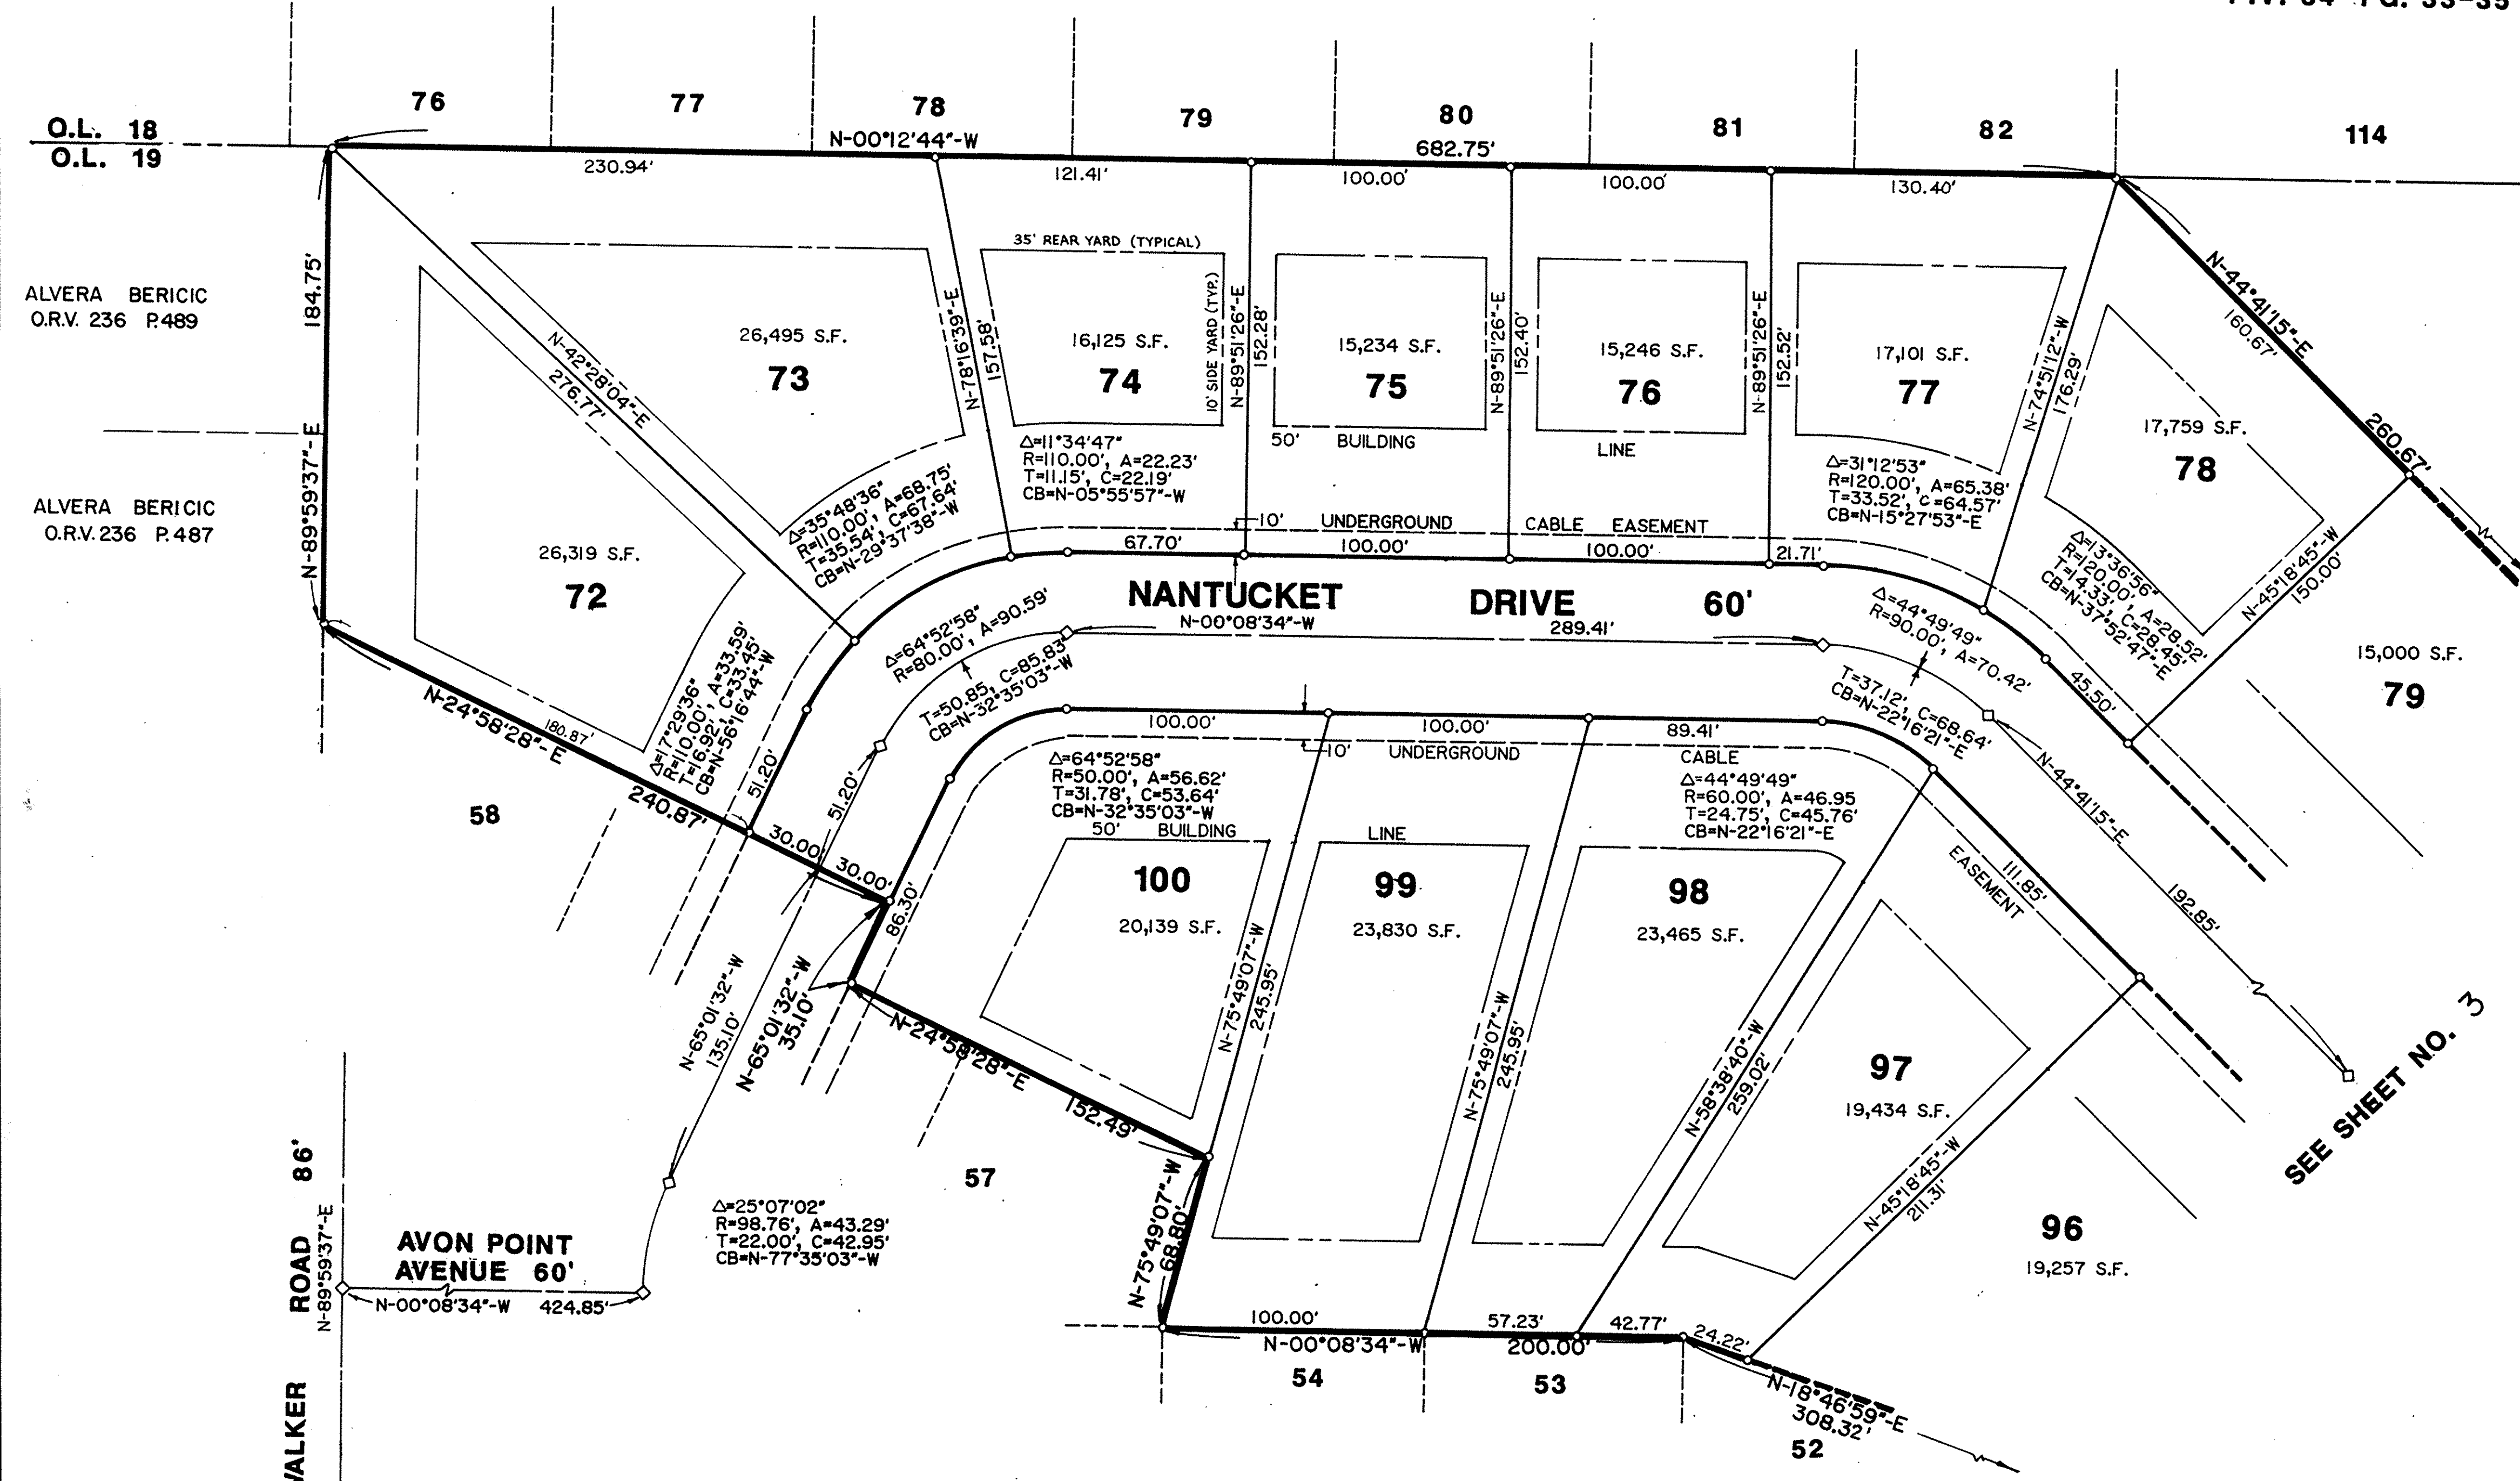 76
77
78
79
80
81
82
114
O.L. 18
O.L. 19
N-00°12'44"-W
682.75'
230.94'
121.41'
100.00'
100.00'
130.40'
ALVERA BERICIC
O.R.V. 236 P.489
ALVERA BERICIC
O.R.V. 236 P.487
184.75'
N-89°59'37"-E
35' REAR YARD (TYPICAL)
10' SIDE YARD (TYP.)
26,495 S.F.
73
16,125 S.F.
74
15,234 S.F.
75
15,246 S.F.
76
17,101 S.F.
77
17,759 S.F.
78
15,000 S.F.
79
26,319 S.F.
72
N-42°28'04"-E
276.77'
N-78°16'39"-E
157.58'
N-89°51'26"-E
152.28'
N-89°51'26"-E
152.40'
N-89°51'26"-E
152.52'
N-74°51'12"-W
176.29'
N-44°41'15"-E
160.67'
260.67'
N-45°18'45"-W
150.00'
50' BUILDING LINE
Δ=35°48'36"
R=110.00', A=68.75'
T=35.54', C=67.64'
CB=N-29°37'38"-W
Δ=11°34'47"
R=110.00', A=22.23'
T=11.15', C=22.19'
CB=N-05°55'57"-W
Δ=31°12'53"
R=120.00', A=65.38'
T=33.52', C=64.57'
CB=N-15°27'53"-E
Δ=13°36'56"
R=120.00', A=28.52'
T=14.33', C=28.45'
CB=N-37°52'47"-E
Δ=17°29'36"
R=110.00', A=33.59'
T=16.92', C=33.45'
CB=N-56°16'44"-W
10' UNDERGROUND CABLE EASEMENT
67.70'
100.00'
100.00'
21.71'
45.50'
NANTUCKET DRIVE 60'
N-00°08'34"-W
289.41'
Δ=64°52'58"
R=80.00', A=90.59'
T=50.85, C=85.83'
CB=N-32°35'03"-W
Δ=44°49'49"
R=90.00', A=70.42'
T=37.12', C=68.64'
CB=N-22°16'21"-E
N-44°41'15"-E
192.85'
N-24°58'28"-E
180.87'
240.87'
51.20'
51.20'
30.00'
30.00'
58
100.00'
100.00'
89.41'
10' UNDERGROUND CABLE
EASEMENT
111.85'
Δ=64°52'58"
R=50.00', A=56.62'
T=31.78', C=53.64'
CB=N-32°35'03"-W
Δ=44°49'49"
R=60.00', A=46.95
T=24.75', C=45.76'
CB=N-22°16'21"-E
50' BUILDING LINE
86.30'
100
20,139 S.F.
99
23,830 S.F.
98
23,465 S.F.
97
19,434 S.F.
96
19,257 S.F.
N-75°49'07"-W
245.95'
N-75°49'07"-W
245.95'
N-58°38'40"-W
259.02'
N-45°18'45"-W
211.31'
N-65°01'32"-W
135.10'
N-65°01'32"-W
35.10'
N-24°58'28"-E
152.49'
57
N-75°49'07"-W
68.80'
Δ=25°07'02"
R=98.76', A=43.29'
T=22.00', C=42.95'
CB=N-77°35'03"-W
AVON POINT
AVENUE 60'
N-00°08'34"-W 424.85'
ROAD 86'
N-89°59'37"-E
100.00'
57.23'
42.77'
24.22'
N-00°08'34"-W
200.00'
54
53
52
N-18°46'59"-E
308.32'
SEE SHEET NO. 3